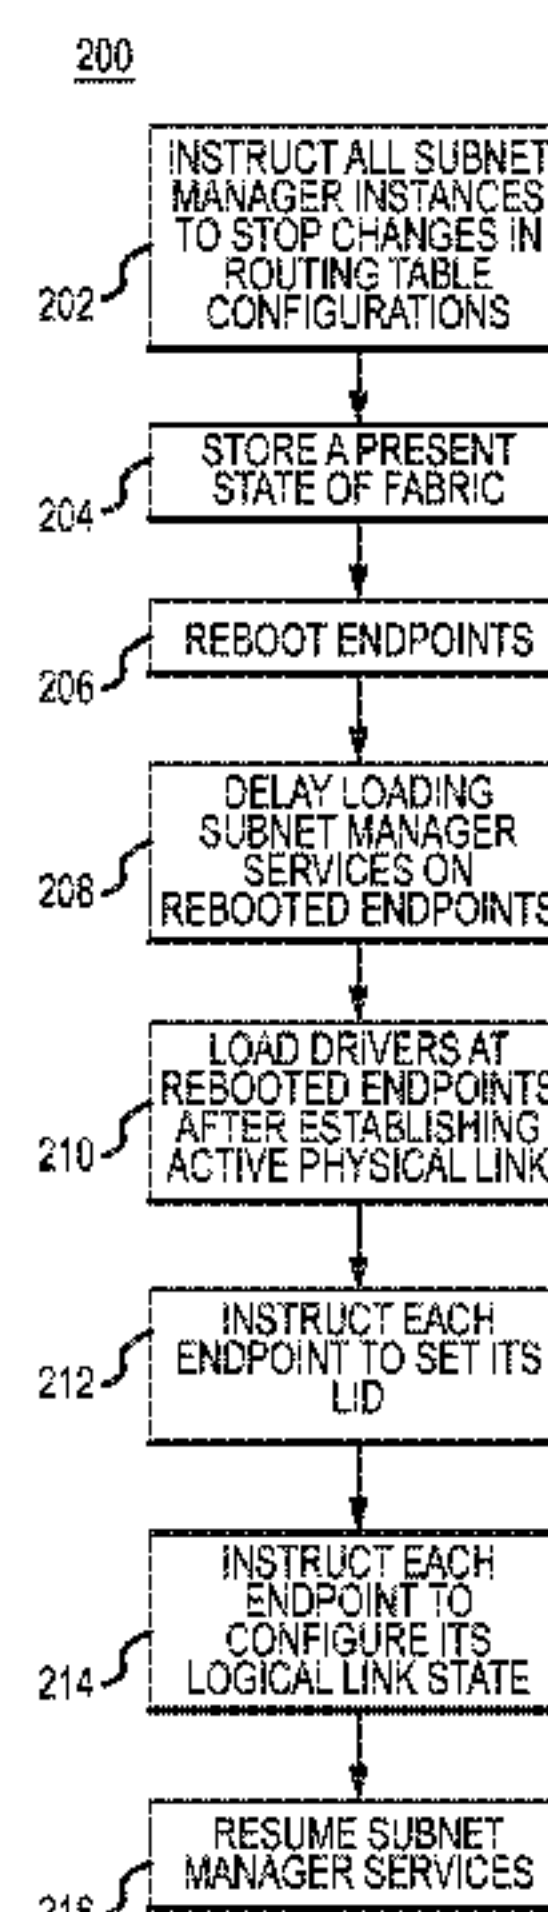 200
INSTRUCT ALL SUBNET
MANAGER INSTANCES
TO STOP CHANGES IN
ROUTING TABLE
CONFIGURATIONS
202
STORE A PRESENT
STATE OF FABRIC
204
REBOOT ENDPOINTS
206
DELAY LOADING
SUBNET MANAGER
SERVICES ON
REBOOTED ENDPOINTS
208
LOAD DRIVERS AT
REBOOTED ENDPOINTS
AFTER ESTABLISHING
ACTIVE PHYSICAL LINK
210
INSTRUCT EACH
ENDPOINT TO SET ITS
LID
212
INSTRUCT EACH
ENDPOINT TO
CONFIGURE ITS
LOGICAL LINK STATE
214
RESUME SUBNET
MANAGER SERVICES
216